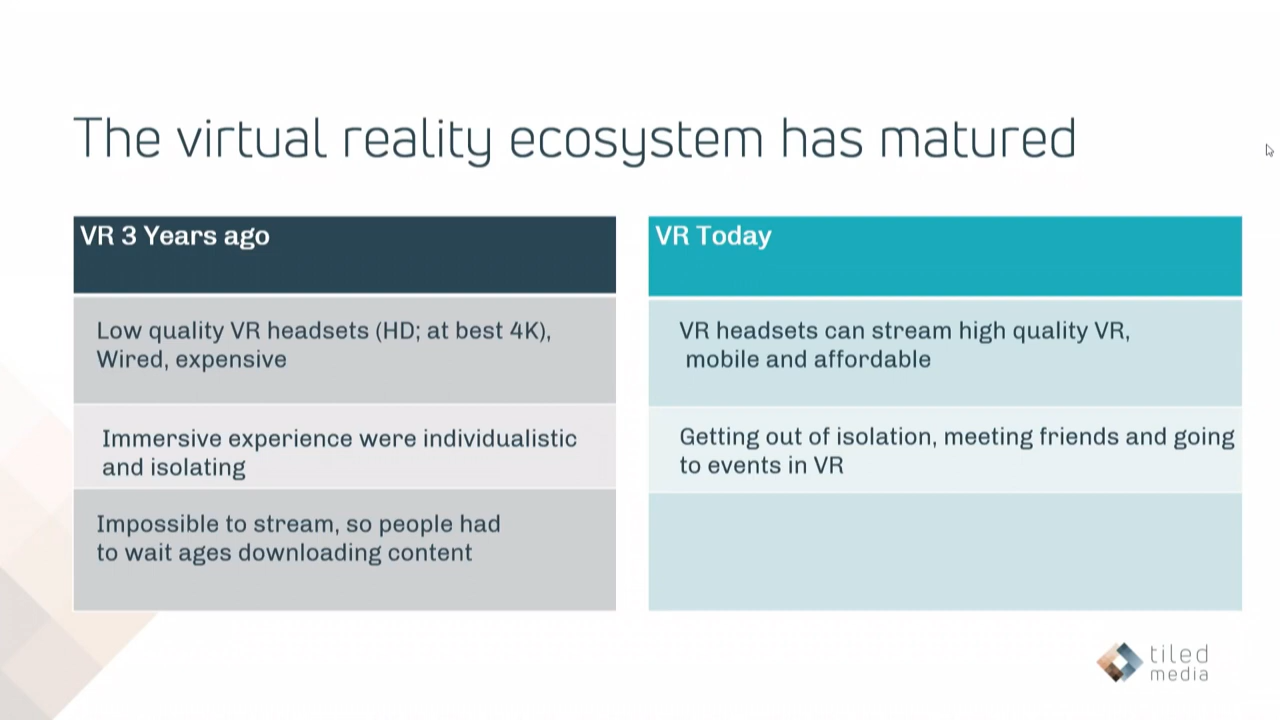 The virtual reality ecosystem has matured
VR 3 Years ago
Low quality VR headsets (HD; at best 4K),
Wired, expensive
Immersive experience were individualistic
and isolating
Impossible to stream, so people had
to wait ages downloading content
VR Today
VR headsets can stream high quality VR,
mobile and affordable
Getting out of isolation, meeting friends and going
to events in VR
tiled
media